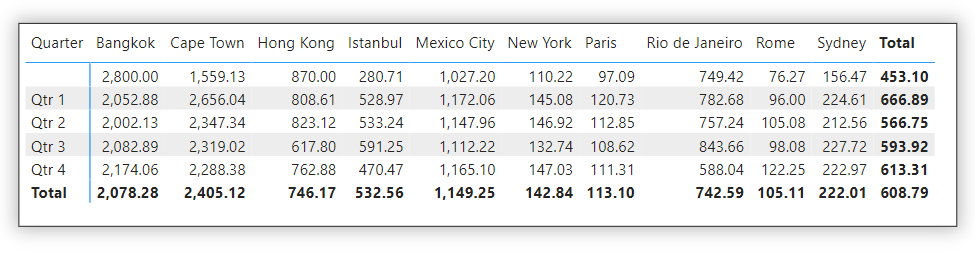 Quarter Bangkok Cape Town Hong Kong Istanbul Mexico City New York Paris Rio de Janeiro Rome Sydney Total
2,800.00 1,559.13 870.00 280.71 1,027.20 110.22 97.09 749.42 76.27 156.47 453.10
Qtr 1 2,052.88 2,656.04 808.61 528.97 1,172.06 145.08 120.73 782.68 96.00 224.61 666.89
Qtr 2 2,002.13 2,347.34 823.12 533.24 1,147.96 146.92 112.85 757.24 105.08 212.56 566.75
Qtr 3 2,082.89 2,319.02 617.80 591.25 1,112.22 132.74 108.62 843.66 98.08 227.72 593.92
Qtr 4 2,174.06 2,288.38 762.88 470.47 1,165.10 147.03 111.31 588.04 122.25 222.97 613.31
Total 2,078.28 2,405.12 746.17 532.56 1,149.25 142.84 113.10 742.59 105.11 222.01 608.79